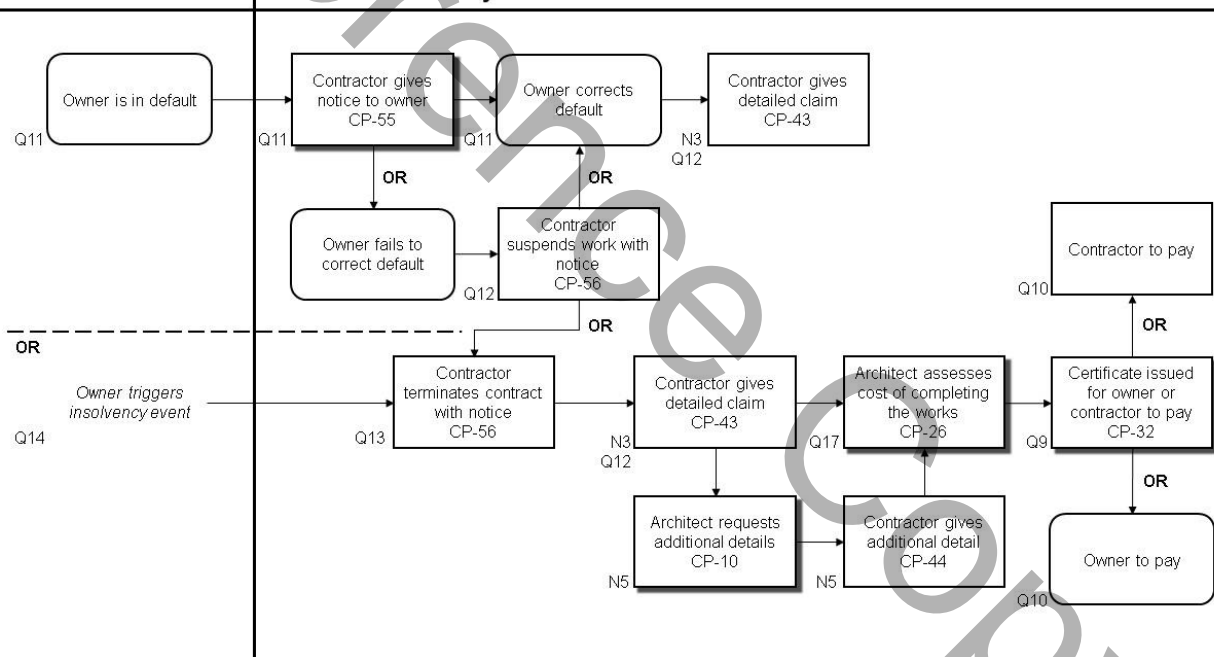 Owner is in default
Q11
Contractor gives
notice to owner
CP-55
Q11
Owner corrects
default
Q11
Contractor gives
detailed claim
CP-43
N3
Q12
OR
OR
Owner fails to
correct default
Contractor
suspends work with
notice
CP-56
Q12
Contractor to pay
Q10
OR
OR
OR
Owner triggers
insolvency event
Q14
Contractor
terminates contract
with notice
CP-56
Q13
Contractor gives
detailed claim
CP-43
N3
Q12
Architect assesses
cost of completing
the works
CP-26
Q17
Certificate issued
for owner or
contractor to pay
CP-32
Q9
OR
Architect requests
additional details
CP-10
N5
Contractor gives
additional detail
CP-44
N5
Owner to pay
Q10